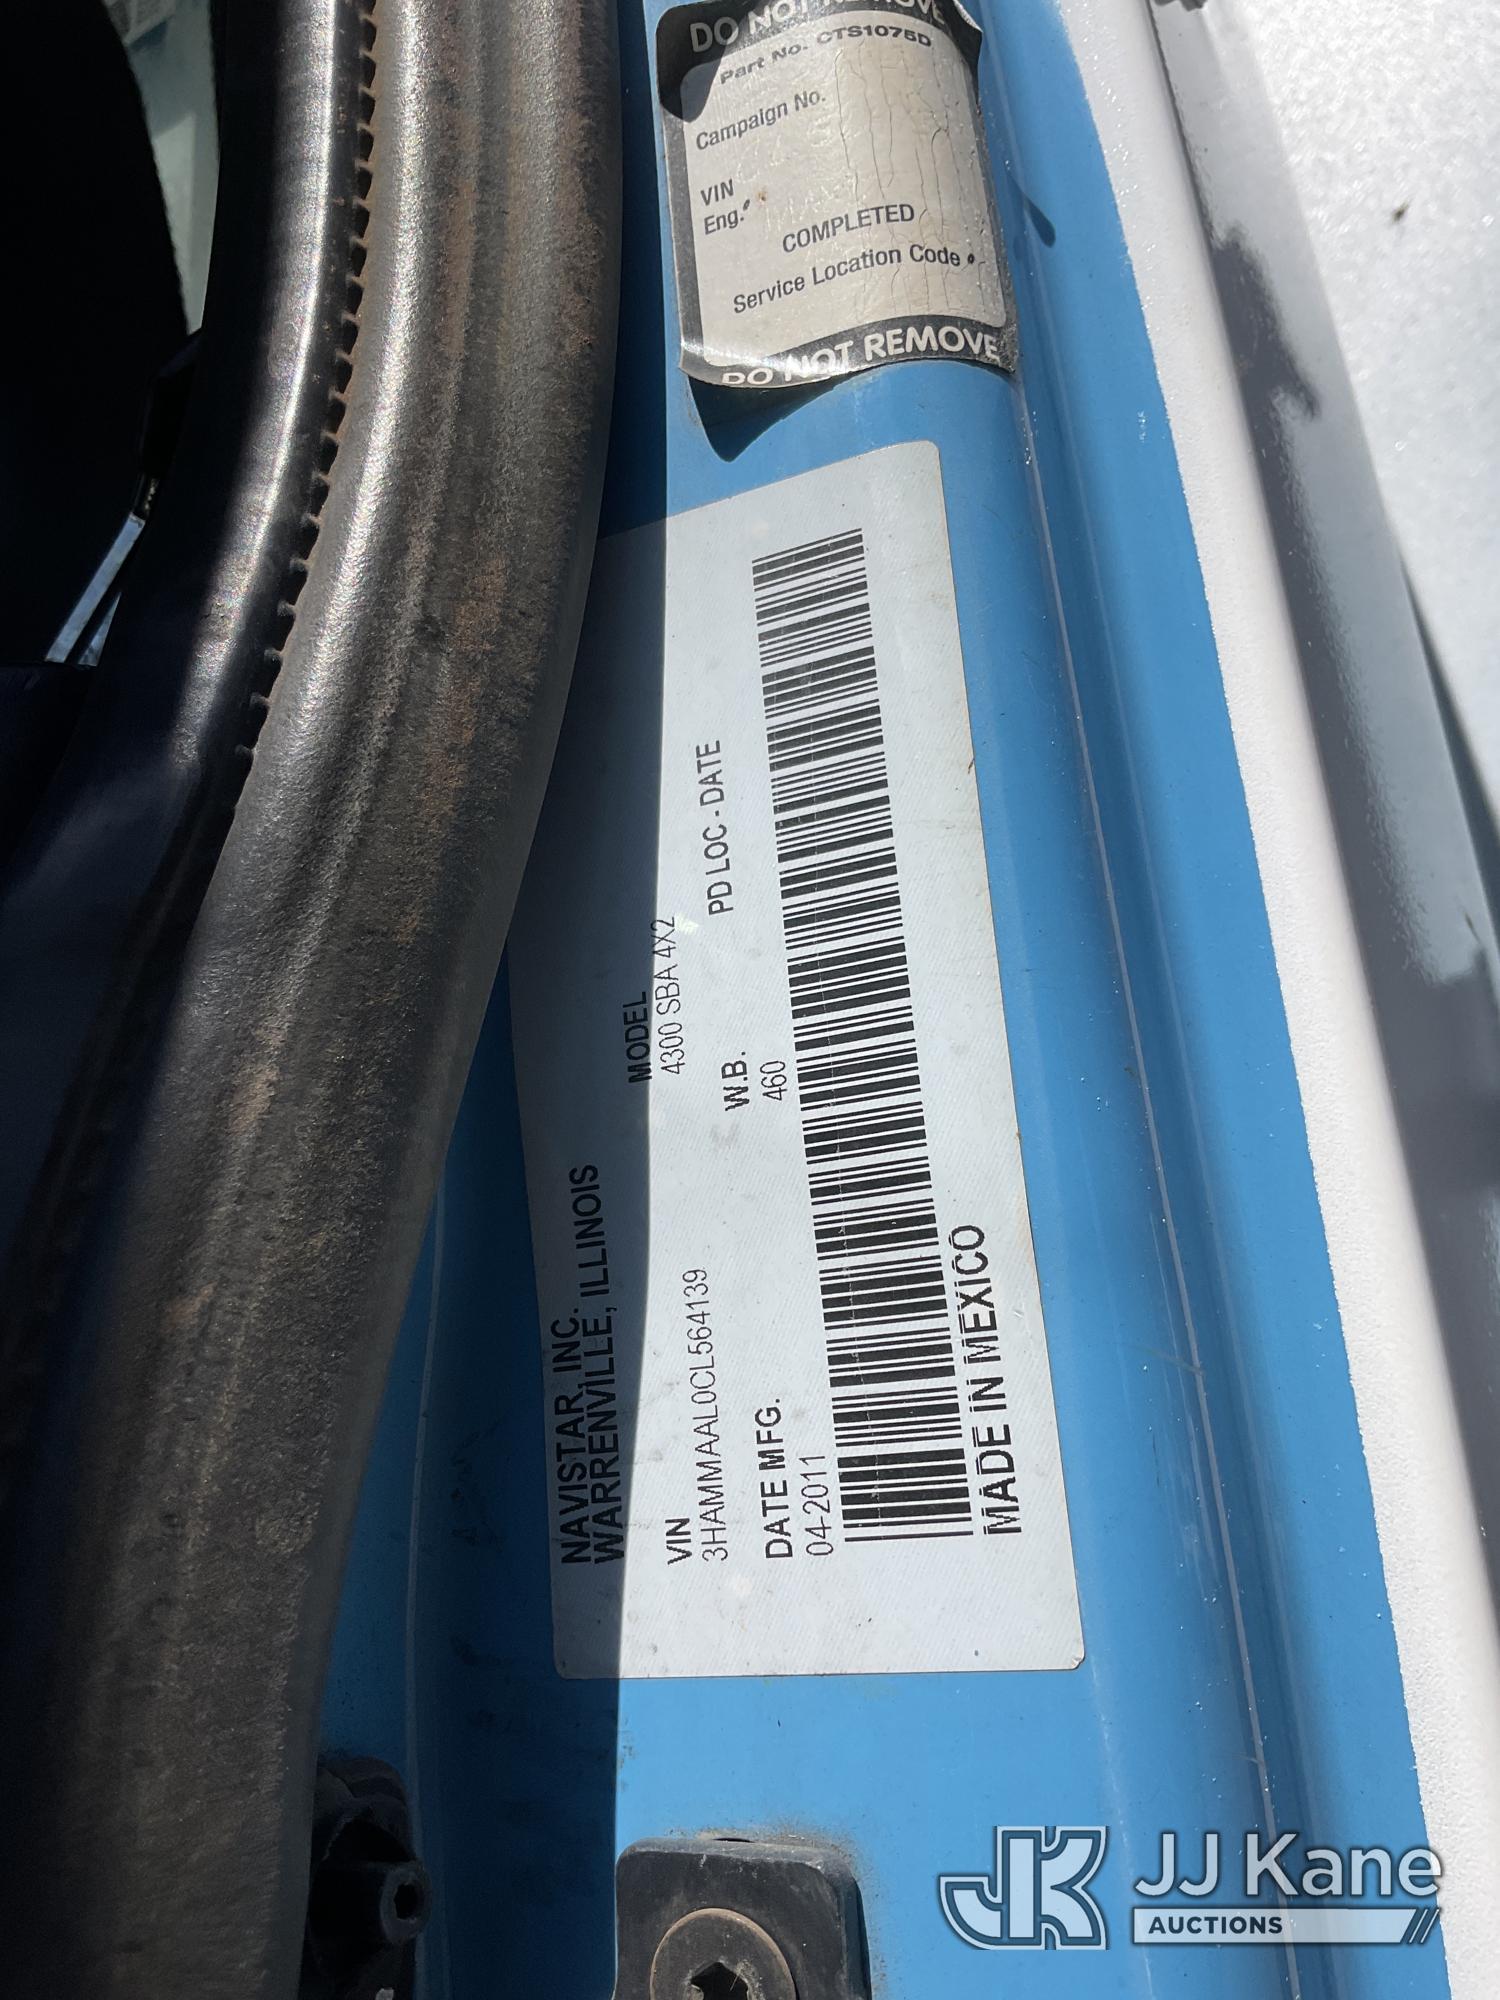 DO NOT REMOVE
Part No. CTS1075D
Campaign No.
VIN
Eng.#
COMPLETED
Service Location Code #
DO NOT REMOVE
NAVISTAR, INC.
WARRENVILLE, ILLINOIS
VIN
3HAMMAAL0CL564139
MODEL
4300 SBA 4X2
DATE MFG.
04-2011
W.B.
460
PD LOC - DATE
MADE IN MEXICO
JK
JJ Kane
AUCTIONS